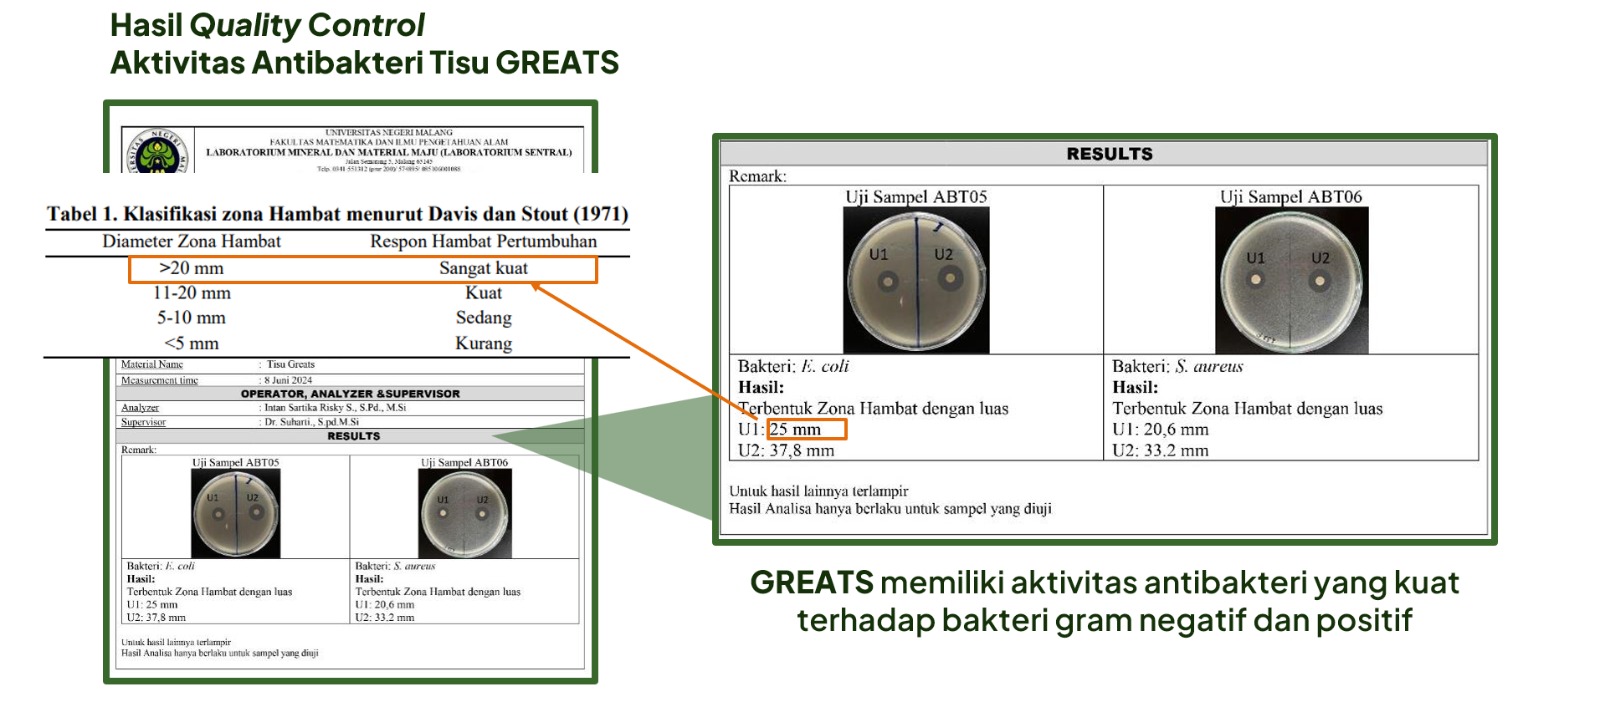 Hasil Quality Control
Aktivitas Antibakteri Tisu GREATS
UNIVERSITAS NEGERI MALANG
FAKULTAS MATEMATIKA DAN ILMU PENGETAHUAN ALAM
LABORATORIUM MINERAL DAN MATERIAL MAJU (LABORATORIUM SENTRAL)
Jalan Semarang 5, Malang 65145
Telp. 0341 551312
Tabel 1. Klasifikasi zona Hambat menurut Davis dan Stout (1971)
Diameter Zona Hambat Respon Hambat Pertumbuhan
>20 mm Sangat kuat
11-20 mm Kuat
5-10 mm Sedang
<5 mm Kurang
Material Name : Tisu Greats
Measurement time : 8 Juni 2024
OPERATOR, ANALYZER &SUPERVISOR
Analyzer : Intan Sartika Risky S., S.Pd., M.Si
Supervisor : Dr. Suharti., S.pd.M.Si
RESULTS
Remark:
Uji Sampel ABT05 Uji Sampel ABT06
U1 U2 U1 U2
Bakteri: E. coli Bakteri: S. aureus
Hasil: Hasil:
Terbentuk Zona Hambat dengan luas Terbentuk Zona Hambat dengan luas
U1: 25 mm U1: 20,6 mm
U2: 37,8 mm U2: 33.2 mm
Untuk hasil lainnya terlampir
Hasil Analisa hanya berlaku untuk sampel yang diuji
RESULTS
Remark:
Uji Sampel ABT05 Uji Sampel ABT06
U1 U2 U1 U2
Bakteri: E. coli Bakteri: S. aureus
Hasil: Hasil:
Terbentuk Zona Hambat dengan luas Terbentuk Zona Hambat dengan luas
U1: 25 mm U1: 20,6 mm
U2: 37,8 mm U2: 33.2 mm
Untuk hasil lainnya terlampir
Hasil Analisa hanya berlaku untuk sampel yang diuji
GREATS memiliki aktivitas antibakteri yang kuat
terhadap bakteri gram negatif dan positif